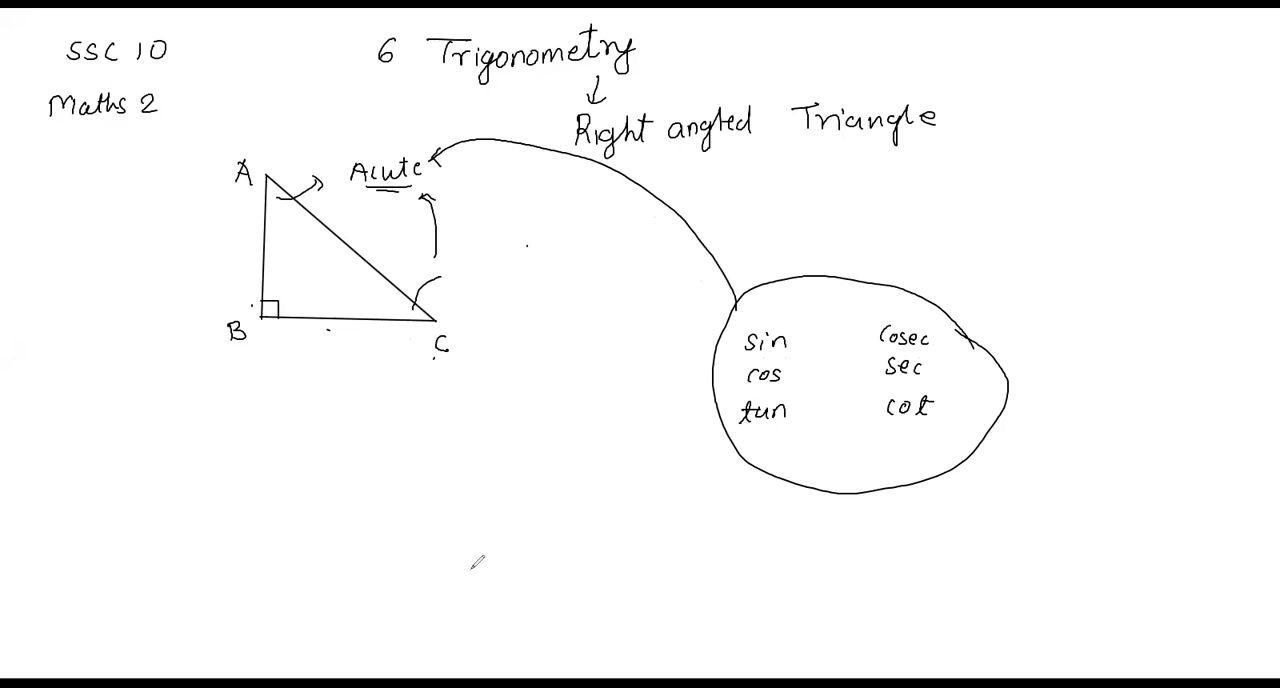 SSC 10
6 Trigonometry
Maths 2
Right angled Triangle
Acute
A
B
C
sin cosec
cos sec
tan cot